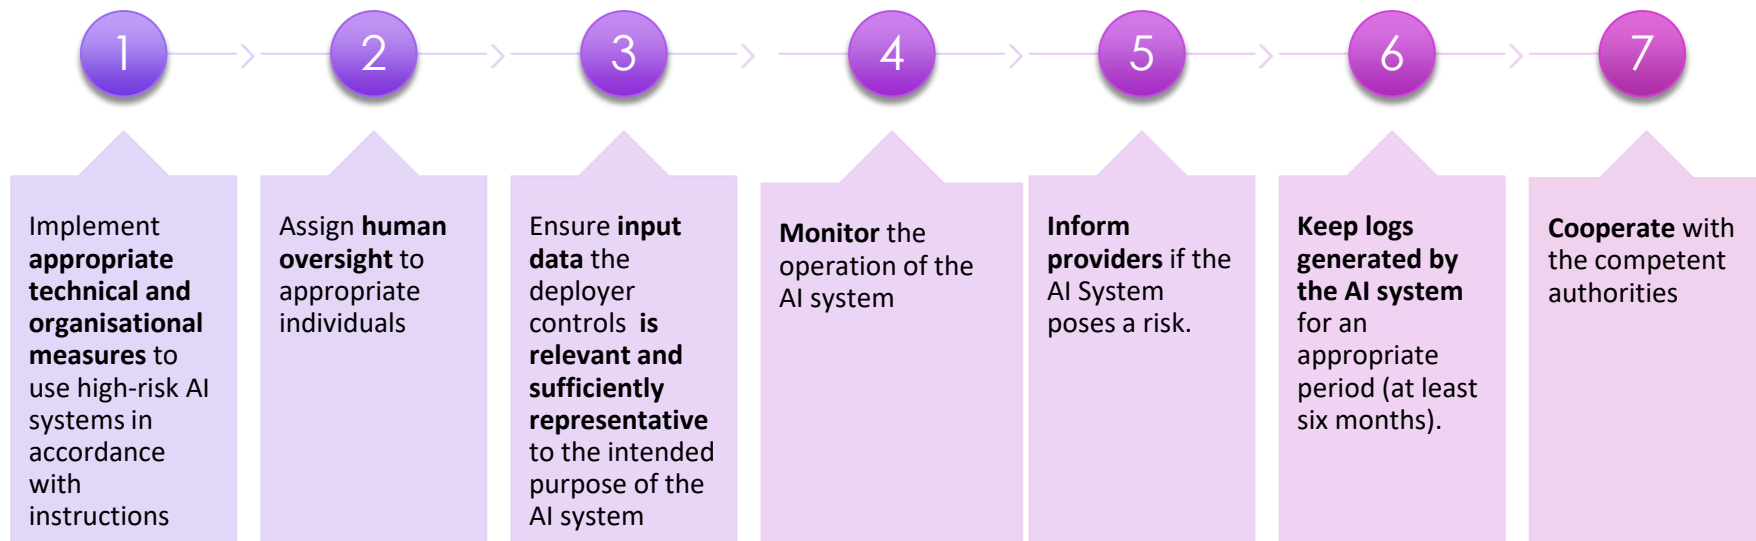 1
2
3
4
5
6
7
Implement
appropriate
technical and
organisational
measures to
use high-risk AI
systems in
accordance
with
instructions
Assign human
oversight to
appropriate
individuals
Ensure input
data the
deployer
controls is
relevant and
sufficiently
representative
to the intended
purpose of the
AI system
Monitor the
operation of the
AI system
Inform
providers if the
AI System
poses a risk.
Keep logs
generated by
the AI system
for an
appropriate
period (at least
six months).
Cooperate with
the competent
authorities